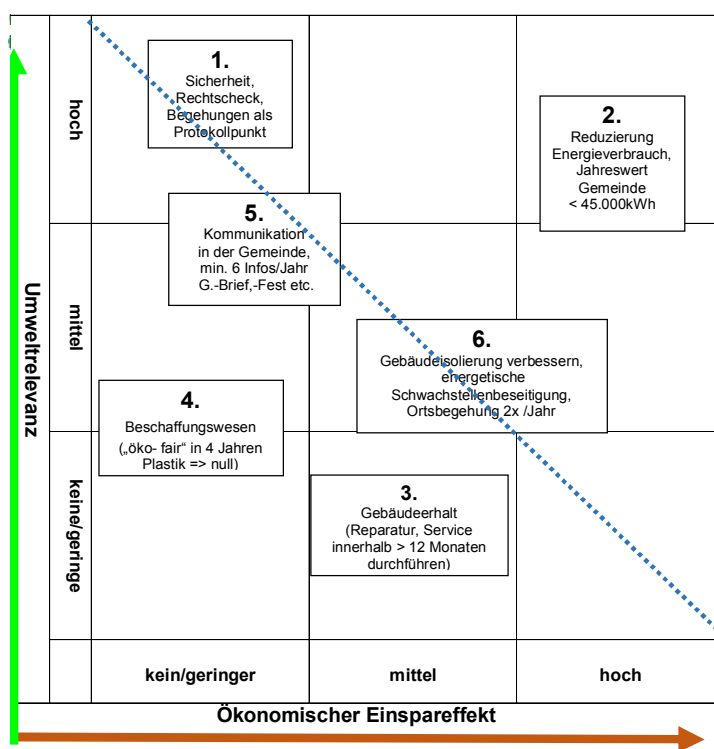 1.
Sicherheit,
Rechtscheck,
Begehungen als
Protokollpunkt
2.
Reduzierung
Energieverbrauch,
Jahreswert
Gemeinde
< 45.000kWh
5.
Kommunikation
in der Gemeinde,
min. 6 Infos/Jahr
G.-Brief,-Fest etc.
6.
Gebäudeisolierung verbessern,
energetische
Schwachstellenbeseitigung,
Ortsbegehung 2x /Jahr
4.
Beschaffungswesen
(„öko- fair“ in 4 Jahren
Plastik => null)
3.
Gebäudeerhalt
(Reparatur, Service
innerhalb > 12 Monaten
durchführen)
Umweltrelevanz
hoch
mittel
keine/geringe
kein/geringer
mittel
hoch
Ökonomischer Einspareffekt